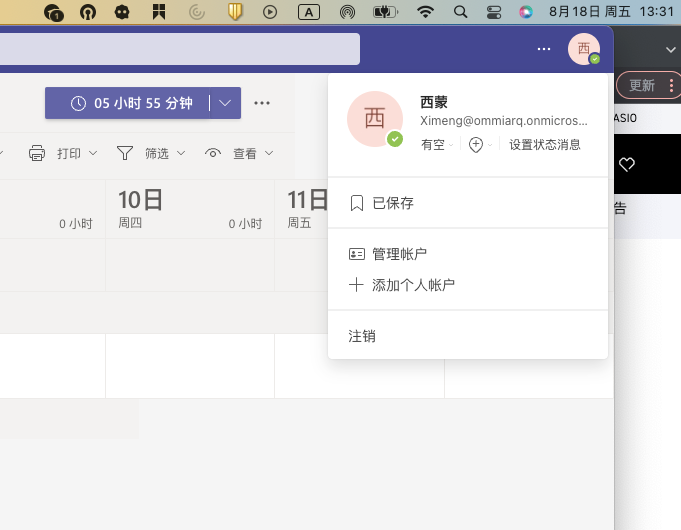 1
A
8月18日 周五 13:31
西
更新
05 小时 55 分钟
西
西蒙
Ximeng@ommiarq.onmicros...
有空
设置状态消息
ASIO
打印
筛选
查看
10日
周四
0 小时
0 小时
11日
周五
已保存
告
管理帐户
添加个人帐户
注销